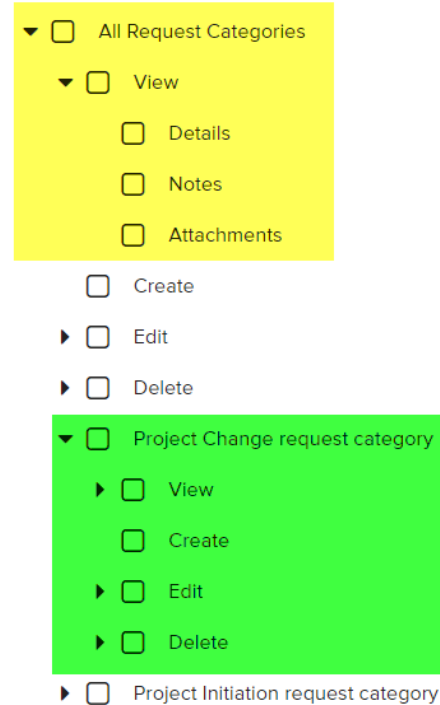 All Request Categories
View
Details
Notes
Attachments
Create
Edit
Delete
Project Change request category
View
Create
Edit
Delete
Project Initiation request category